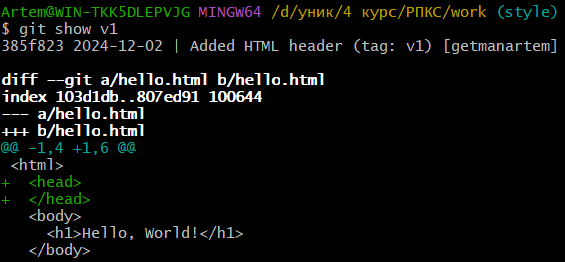 Artem@WIN-TKK5DLEPVJG MINGW64 /d/уник/4 курс/РПКС/work (style)
$ git show v1
385f823 2024-12-02 | Added HTML header (tag: v1) [getmanartem]

diff --git a/hello.html b/hello.html
index 103d1db..807ed91 100644
--- a/hello.html
+++ b/hello.html
@@ -1,4 +1,6 @@
 <html>
+  <head>
+  </head>
   <body>
     <h1>Hello, World!</h1>
   </body>